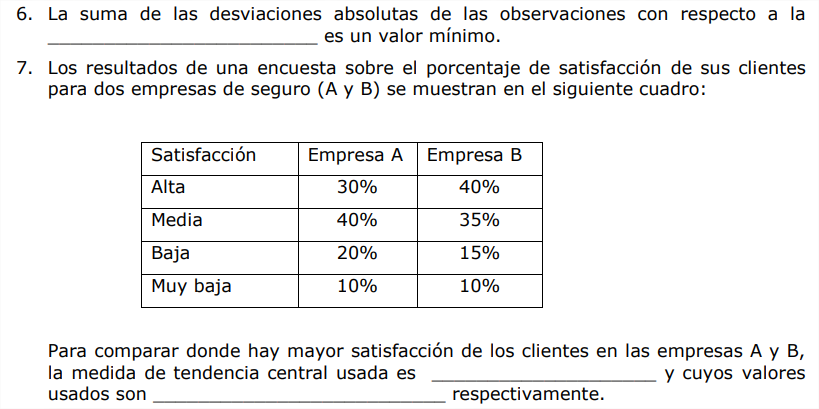 6. La suma de las desviaciones absolutas de las observaciones con respecto a la
___________________________ es un valor mínimo.
7. Los resultados de una encuesta sobre el porcentaje de satisfacción de sus clientes
para dos empresas de seguro (A y B) se muestran en el siguiente cuadro:
Satisfacción Empresa A Empresa B
Alta 30% 40%
Media 40% 35%
Baja 20% 15%
Muy baja 10% 10%
Para comparar donde hay mayor satisfacción de los clientes en las empresas A y B,
la medida de tendencia central usada es ______________________ y cuyos valores
usados son _____________________________ respectivamente.